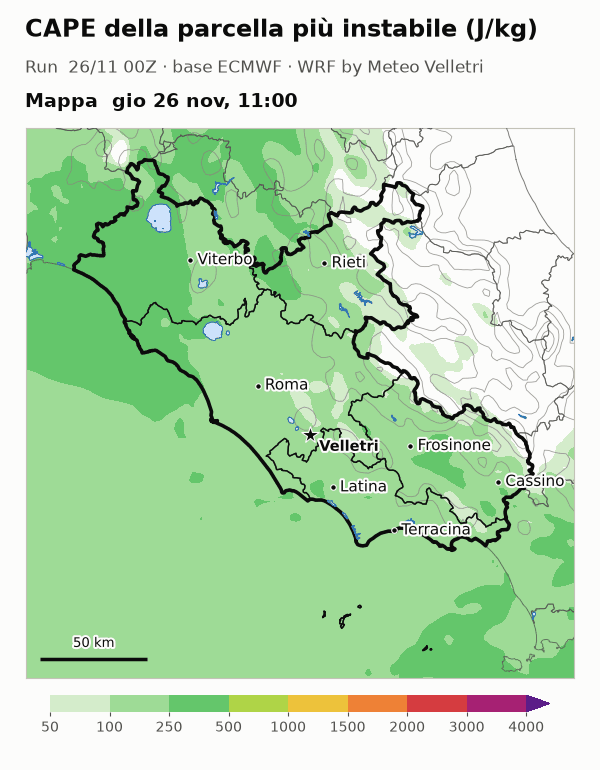 CAPE della parcella più instabile (J/kg)
Run  26/11 00Z · base ECMWF · WRF by Meteo Velletri
Mappa  gio 26 nov, 11:00
Viterbo
Rieti
Roma
Velletri
Frosinone
Cassino
Latina
Terracina
50 km
50 100 250 500 1000 1500 2000 3000 4000